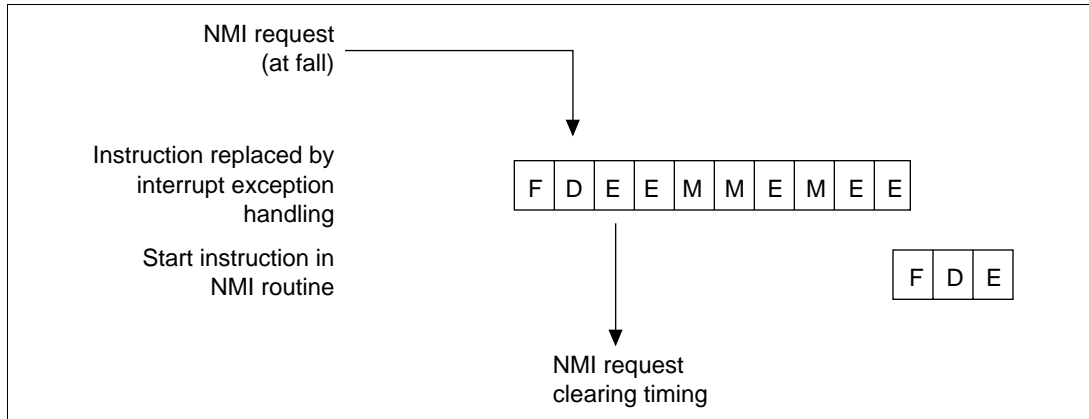 NMI request
(at fall)
Instruction replaced by
interrupt exception
handling
F D E E M M E M E E
Start instruction in
NMI routine
F D E
NMI request
clearing timing